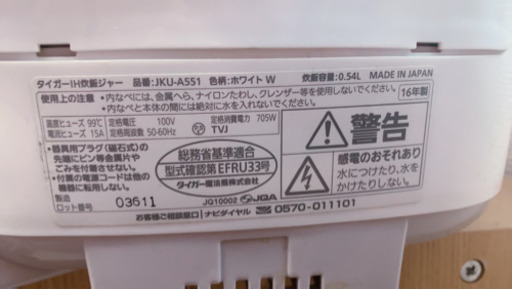 タイガーIH炊飯ジャー 品番:JKU-A551 色柄:ホワイト W 炊飯容量:0.54L MADE IN JAPAN
使用上の注意 ・内なべには、金属ヘラ、ナイロンたわし、クレンザー等を使用しないでください。
・内なべと本体の間には絶対に水を入れないでください。
16年製
温度ヒューズ 99℃ 定格電圧 100V 定格消費電力 705W
電流ヒューズ 15A 定格周波数 50-60Hz TVJ
・器具用プラグ(磁石式)の
先端にピン等金属片や
ごみを付着させない。
・付属の電源コードは他の
機器に使用しない。
総務省基準適合
型式確認第EFRU33号
タイガー魔法瓶株式会社
警告
感電のおそれあり
水につけたり、水を
かけたりしない。
製造
ロット番号 03611
JQ10002 JQA
お客様ご相談窓口 ナビダイヤル 0570-011101